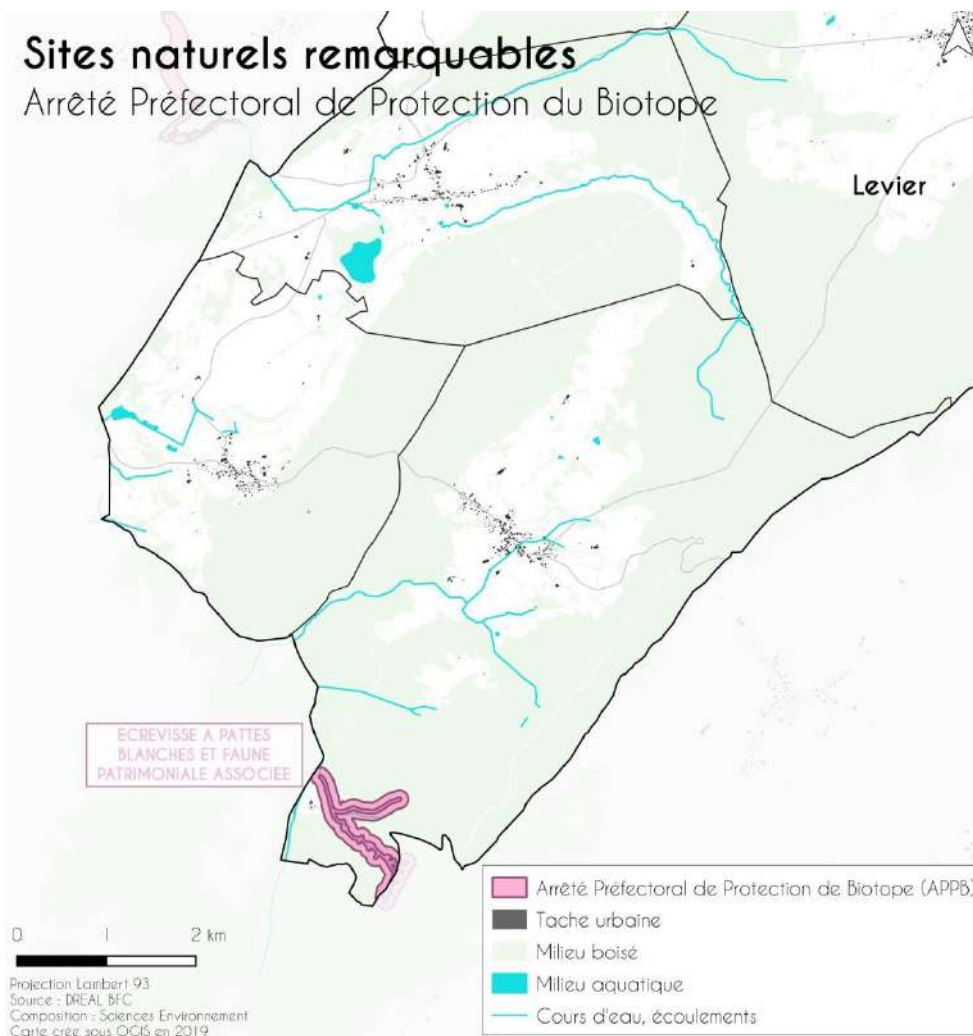 Sites naturels remarquables
Arrêté Préfectoral de Protection du Biotope
Levier
ECREVISSE A PATTES
BLANCHES ET FAUNE
PATRIMONIALE ASSOCIEE
Arrêté Préfectoral de Protection de Biotope (APPB)
Tache urbaine
Milieu boisé
Milieu aquatique
Cours d'eau, écoulements
0 1 2 km
Projection Lambert 93
Source : DREAL BFC
Composition : Sciences Environnement
Carte crée sous QGIS en 2019